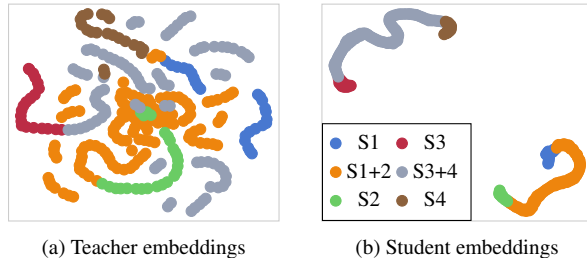 S1 S3
S1+2 S3+4
S2 S4
(a) Teacher embeddings (b) Student embeddings